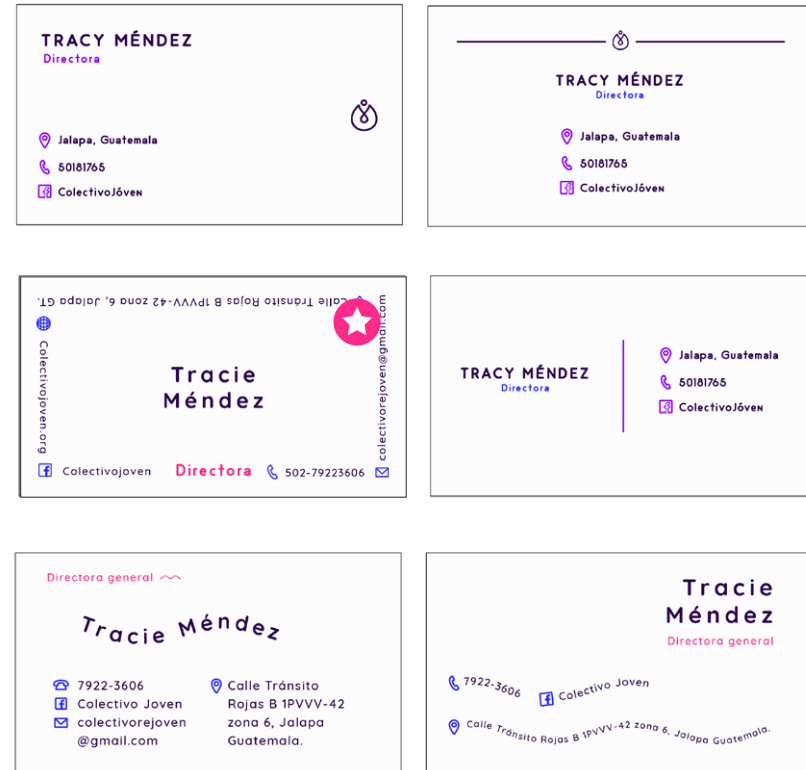 TRACY MÉNDEZ
Directora
Jalapa, Guatemala
50181765
ColectivoJóveN
TRACY MÉNDEZ
Directora
Jalapa, Guatemala
50181765
ColectivoJóveN
Calle Tránsito Rojas B 1PVVV-42 zona 6, Jalapa GT.
Colectivojoven.org
Tracie
Méndez
colectivorejoven@gmail.com
Colectivojoven
Directora
502-79223606
TRACY MÉNDEZ
Directora
Jalapa, Guatemala
50181765
ColectivoJóveN
Directora general
Tracie Méndez
7922-3606
Colectivo Joven
colectivorejoven
@gmail.com
Calle Tránsito
Rojas B 1PVVV-42
zona 6, Jalapa
Guatemala.
Tracie
Méndez
Directora general
7922-3606
Colectivo Joven
Calle Tránsito Rojas B 1PVVV-42 zona 6, Jalapa Guatemala.